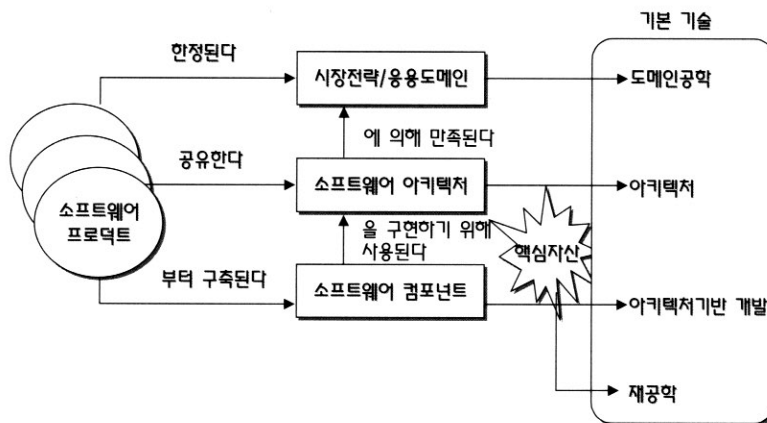 기본 기술
한정된다
시장전략/응용도메인
도메인공학
에 의해 만족된다
공유한다
소프트웨어 아키텍처
아키텍처
소프트웨어
프로덕트
을 구현하기 위해
사용된다
핵심자산
부터 구축된다
소프트웨어 컴포넌트
아키텍처기반 개발
재공학